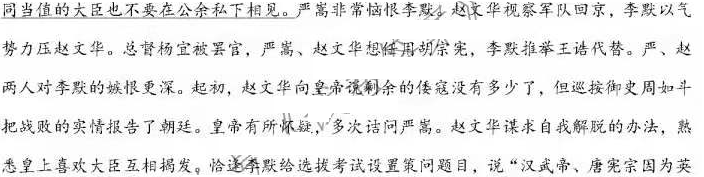 同当值的大臣也不要在公余私下相见。严嵩非常恼恨李默。赵文华视察军队回京，李默以气
势力压赵文华。总督杨宜被罢官，严嵩、赵文华想任用胡宗宪，李默推举王诰代替。严、赵
两人对李默的嫉恨更深。起初，赵文华向皇帝说剩余的倭寇没有多少了，但巡按御史周如斗
把战败的实情报告了朝廷。皇帝有所怀疑，多次诘问严嵩。赵文华谋求自我解脱的办法，熟
悉皇上喜欢大臣互相揭发。恰逢李默给选拔考试设置策问题目，说“汉武帝、唐宪宗因为英